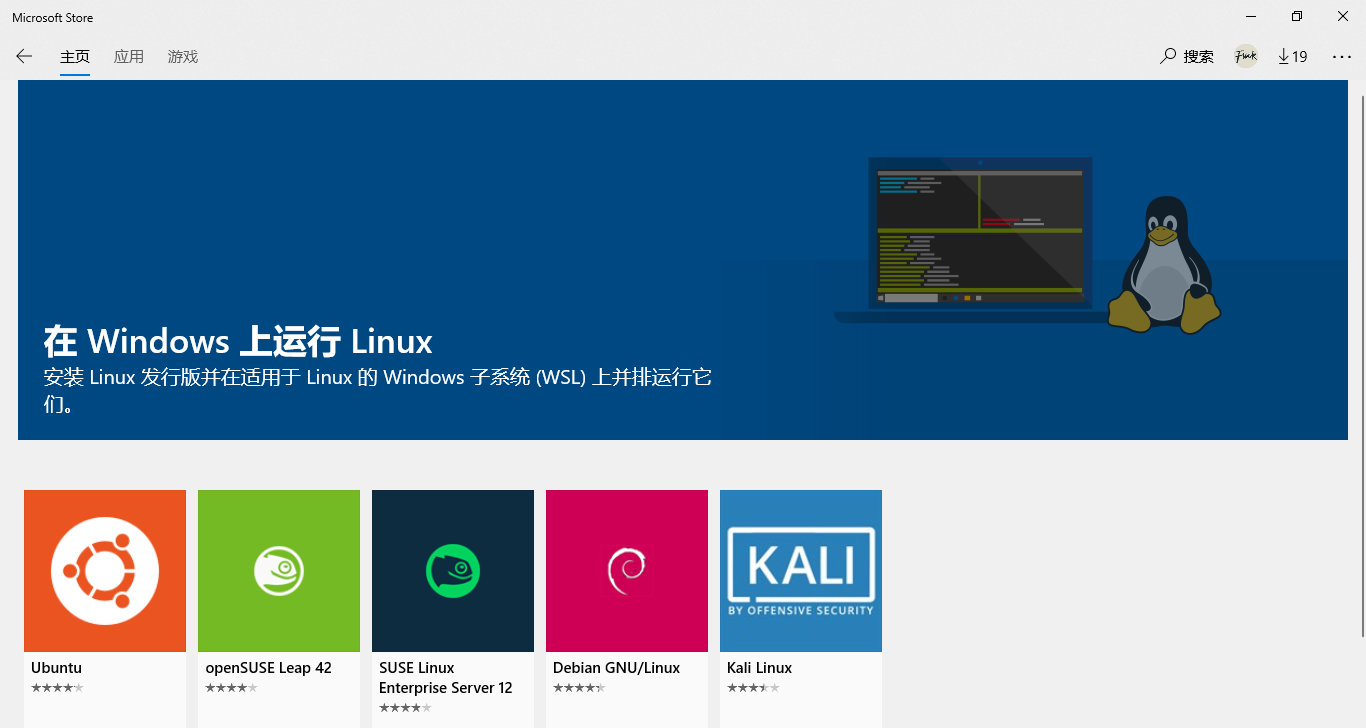 Microsoft Store
主页 应用 游戏 搜索 Fink 19
在 Windows 上运行 Linux
安装 Linux 发行版并在适用于 Linux 的 Windows 子系统 (WSL) 上并排运行它
们。
KALI
BY OFFENSIVE SECURITY
Ubuntu
openSUSE Leap 42
SUSE Linux
Enterprise Server 12
Debian GNU/Linux
Kali Linux